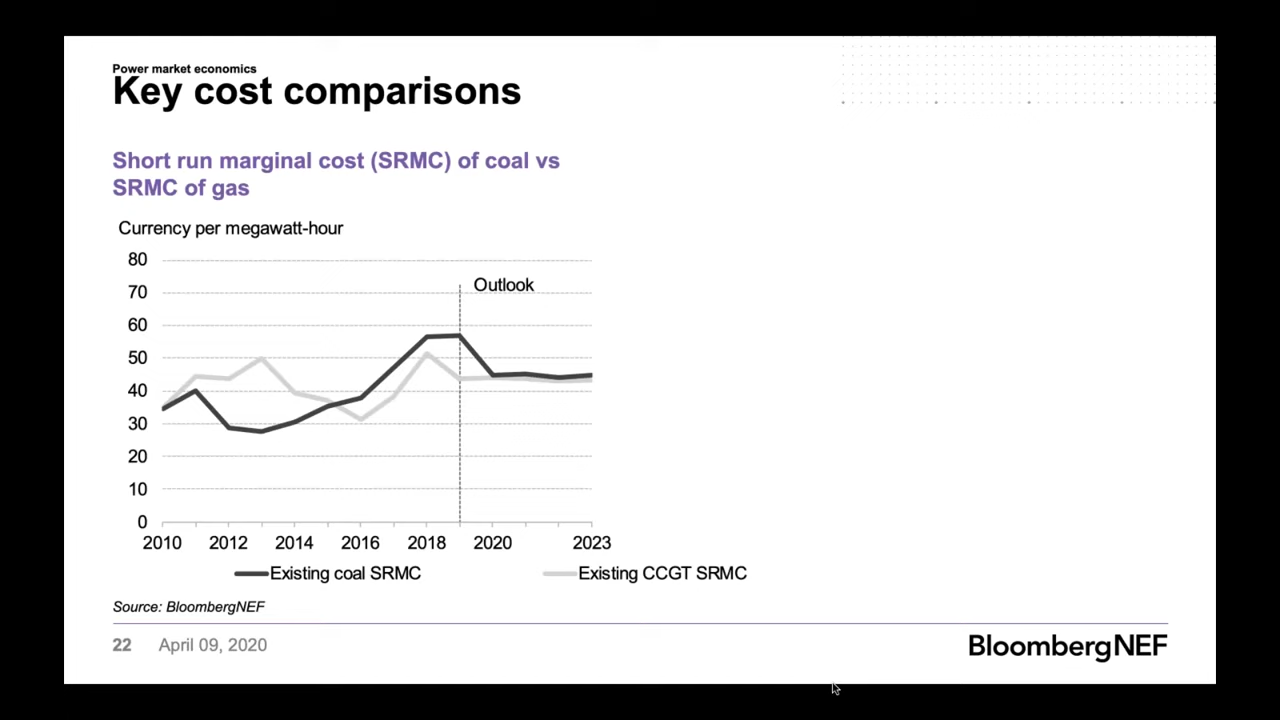 Power market economics
Key cost comparisons
Short run marginal cost (SRMC) of coal vs
SRMC of gas
Currency per megawatt-hour
80
70
60
50
40
30
20
10
0
Outlook
2010 2012 2014 2016 2018 2020 2023
Existing coal SRMC Existing CCGT SRMC
Source: BloombergNEF
22 April 09, 2020
BloombergNEF